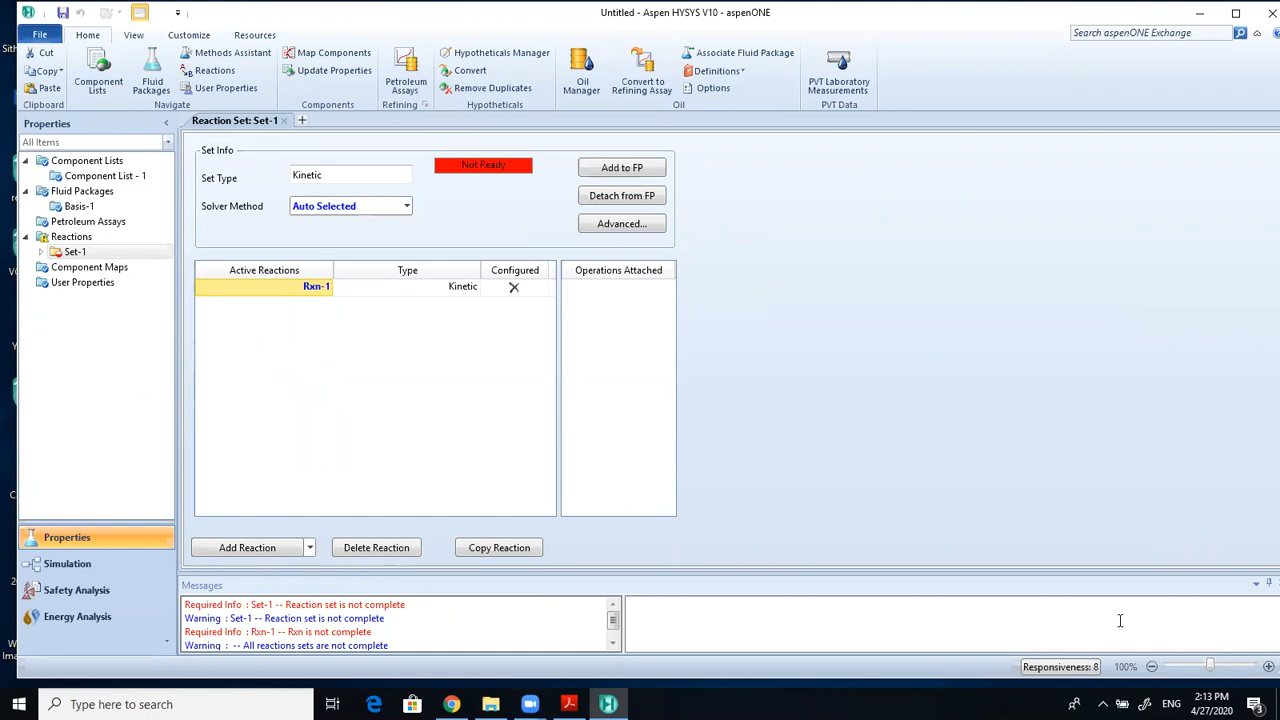 Untitled - Aspen HYSYS V10 - aspenONE
File Home View Customize Resources
Search aspenONE Exchange
Cut
Copy
Paste
Clipboard
Component Lists
Fluid Packages
Methods Assistant
Reactions
User Properties
Navigate
Map Components
Update Properties
Components
Petroleum Assays
Refining
Hypotheticals Manager
Convert
Remove Duplicates
Hypotheticals
Oil Manager
Convert to Refining Assay
Associate Fluid Package
Definitions
Options
Oil
PVT Laboratory Measurements
PVT Data
Properties
All Items
Component Lists
Component List - 1
Fluid Packages
Basis-1
Petroleum Assays
Reactions
Set-1
Component Maps
User Properties
Properties
Simulation
Safety Analysis
Energy Analysis
Reaction Set: Set-1
Set Info
Set Type Kinetic
Not Ready
Solver Method Auto Selected
Add to FP
Detach from FP
Advanced...
Active Reactions Type Configured
Rxn-1 Kinetic
Operations Attached
Add Reaction Delete Reaction Copy Reaction
Messages
Required Info : Set-1 -- Reaction set is not complete
Warning : Set-1 -- Reaction set is not complete
Required Info : Rxn-1 -- Rxn is not complete
Warning : -- All reactions sets are not complete
Responsiveness: 8 100%
Type here to search
ENG
2:13 PM
4/27/2020
3